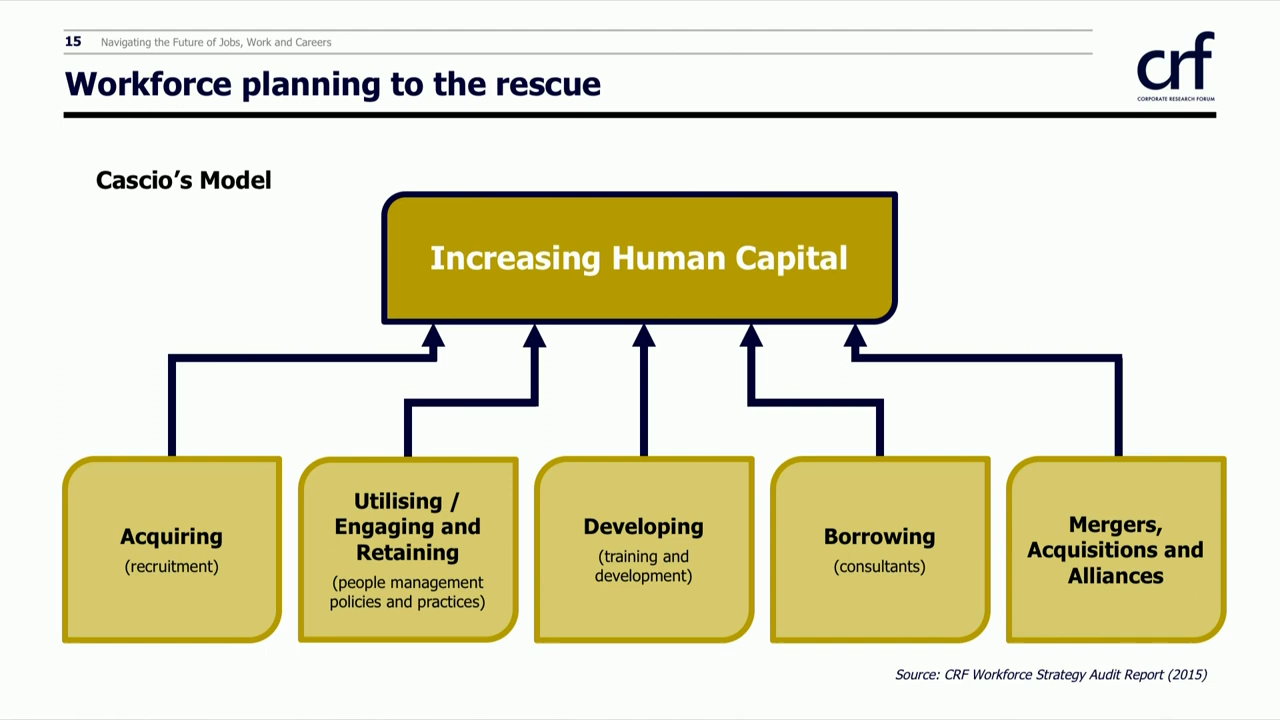 15 Navigating the Future of Jobs, Work and Careers
crf
CORPORATE RESEARCH FORUM
Workforce planning to the rescue
Cascio’s Model
Increasing Human Capital
Acquiring
(recruitment)
Utilising /
Engaging and
Retaining
(people management
policies and practices)
Developing
(training and
development)
Borrowing
(consultants)
Mergers,
Acquisitions and
Alliances
Source: CRF Workforce Strategy Audit Report (2015)